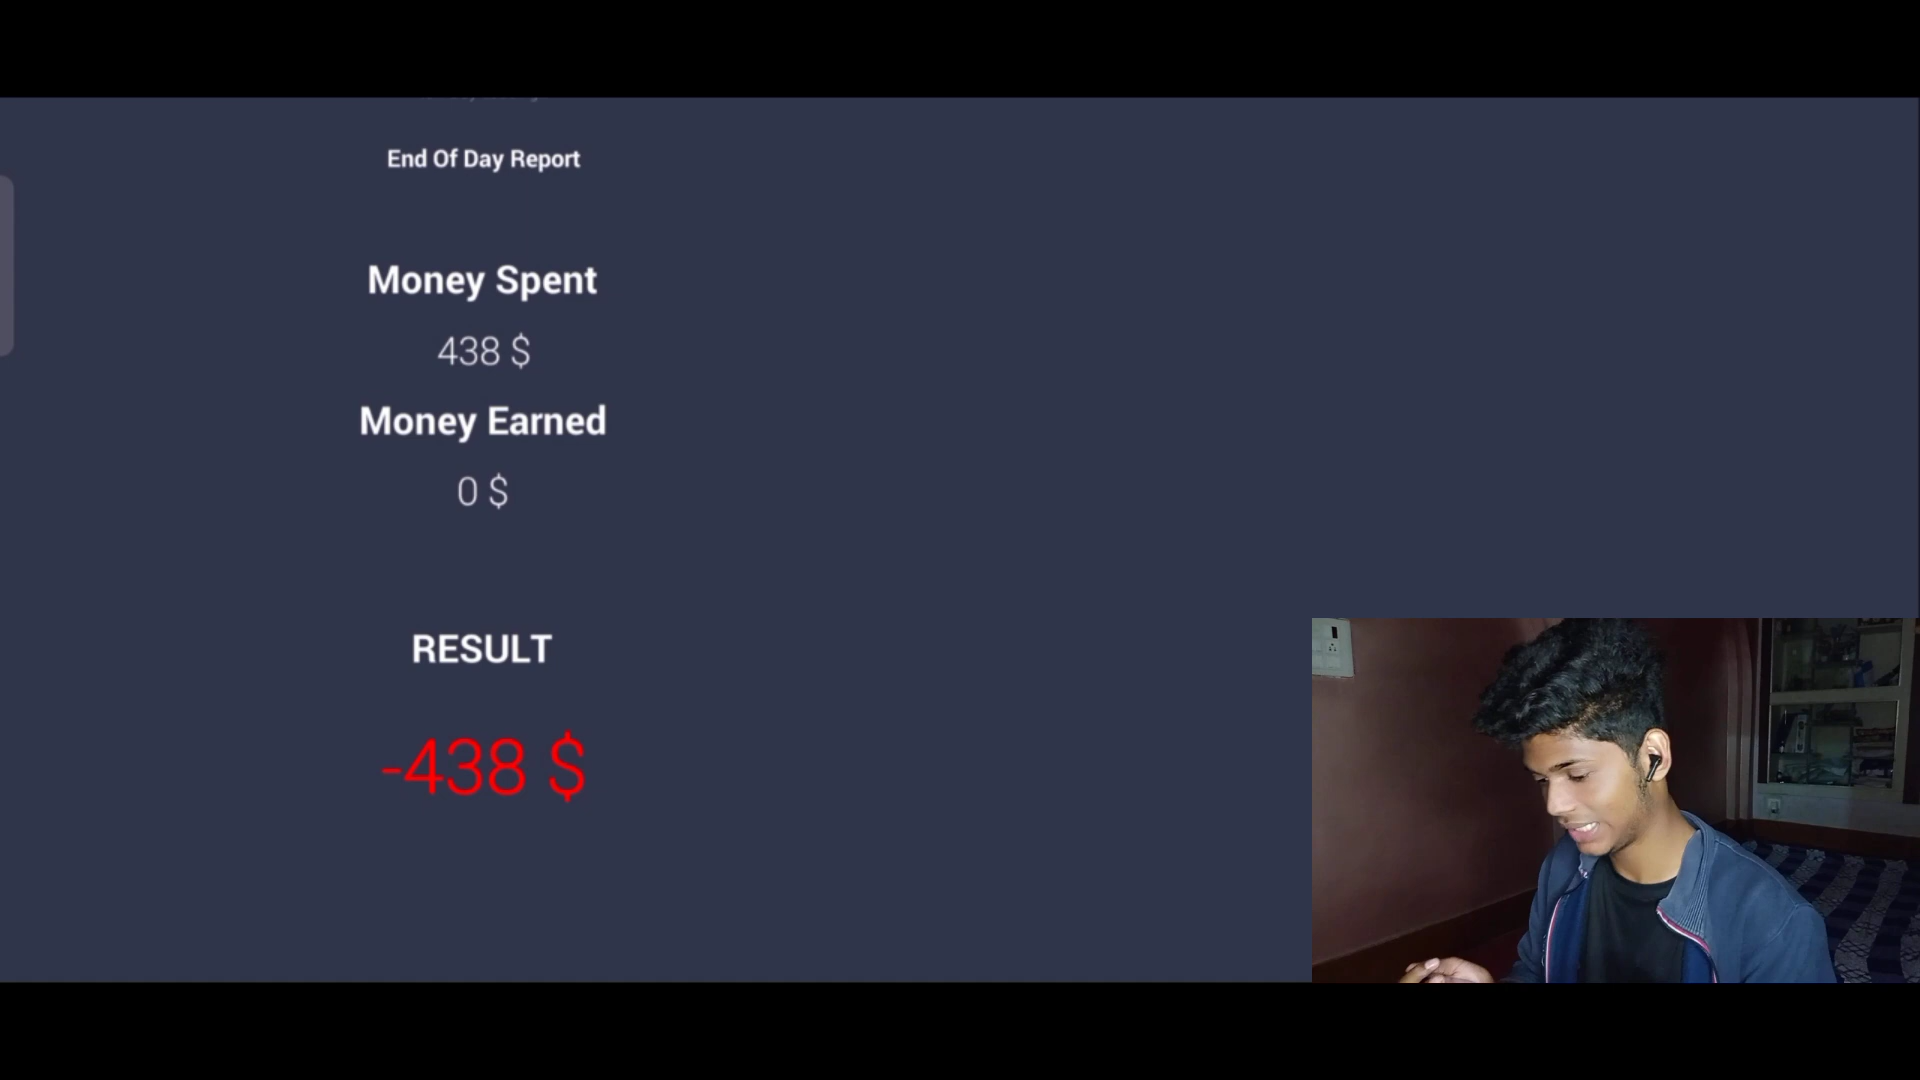 End Of Day Report
Money Spent
438 $
Money Earned
0 $
RESULT
-438 $